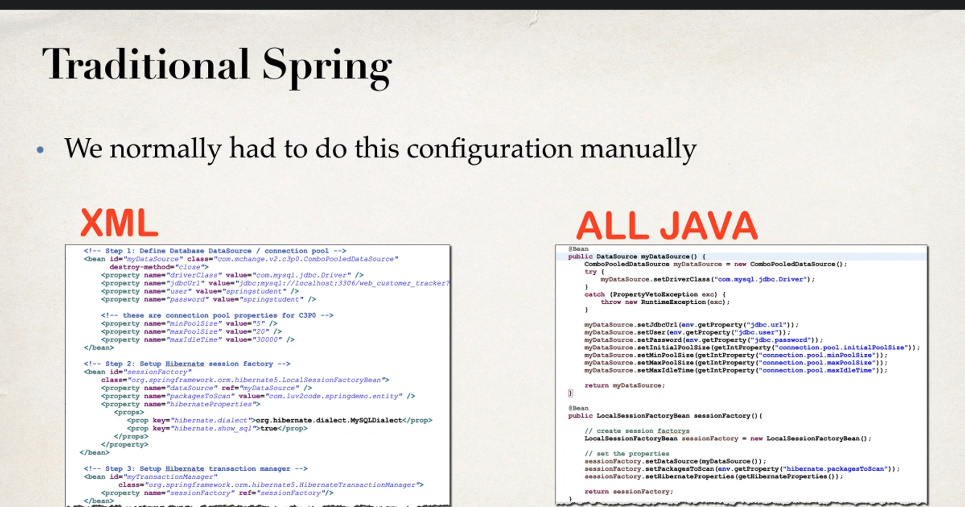 Traditional Spring
• We normally had to do this configuration manually
XML
<!-- Step 1: Define Database DataSource / connection pool -->
<bean id="myDataSource" class="com.mchange.v2.c3p0.ComboPooledDataSource"
destroy-method="close">
<property name="driverClass" value="com.mysql.jdbc.Driver" />
<property name="jdbcUrl" value="jdbc:mysql://localhost:3306/web_customer_tracker?
<property name="user" value="springstudent" />
<property name="password" value="springstudent" />
<!-- these are connection pool properties for C3P0 -->
<property name="minPoolSize" value="5" />
<property name="maxPoolSize" value="20" />
<property name="maxIdleTime" value="30000" />
</bean>
<!-- Step 2: Setup Hibernate session factory -->
<bean id="sessionFactory"
class="org.springframework.orm.hibernate5.LocalSessionFactoryBean">
<property name="dataSource" ref="myDataSource" />
<property name="packagesToScan" value="com.luv2code.springdemo.entity" />
<property name="hibernateProperties">
<props>
<prop key="hibernate.dialect">org.hibernate.dialect.MySQLDialect</prop>
<prop key="hibernate.show_sql">true</prop>
</props>
</property>
</bean>
<!-- Step 3: Setup Hibernate transaction manager -->
<bean id="myTransactionManager"
class="org.springframework.orm.hibernate5.HibernateTransactionManager">
<property name="sessionFactory" ref="sessionFactory"/>
</bean>
ALL JAVA
@Bean
public DataSource myDataSource() {
ComboPooledDataSource myDataSource = new ComboPooledDataSource();
try {
myDataSource.setDriverClass("com.mysql.jdbc.Driver");
}
catch (PropertyVetoException exc) {
throw new RuntimeException(exc);
}
myDataSource.setJdbcUrl(env.getProperty("jdbc.url"));
myDataSource.setUser(env.getProperty("jdbc.user"));
myDataSource.setPassword(env.getProperty("jdbc.password"));
myDataSource.setInitialPoolSize(getIntProperty("connection.pool.initialPoolSize"));
myDataSource.setMinPoolSize(getIntProperty("connection.pool.minPoolSize"));
myDataSource.setMaxPoolSize(getIntProperty("connection.pool.maxPoolSize"));
myDataSource.setMaxIdleTime(getIntProperty("connection.pool.maxIdleTime"));
return myDataSource;
}
@Bean
public LocalSessionFactoryBean sessionFactory(){
// create session factorys
LocalSessionFactoryBean sessionFactory = new LocalSessionFactoryBean();
// set the properties
sessionFactory.setDataSource(myDataSource());
sessionFactory.setPackagesToScan(env.getProperty("hibernate.packagesToScan"));
sessionFactory.setHibernateProperties(getHibernateProperties());
return sessionFactory;
}